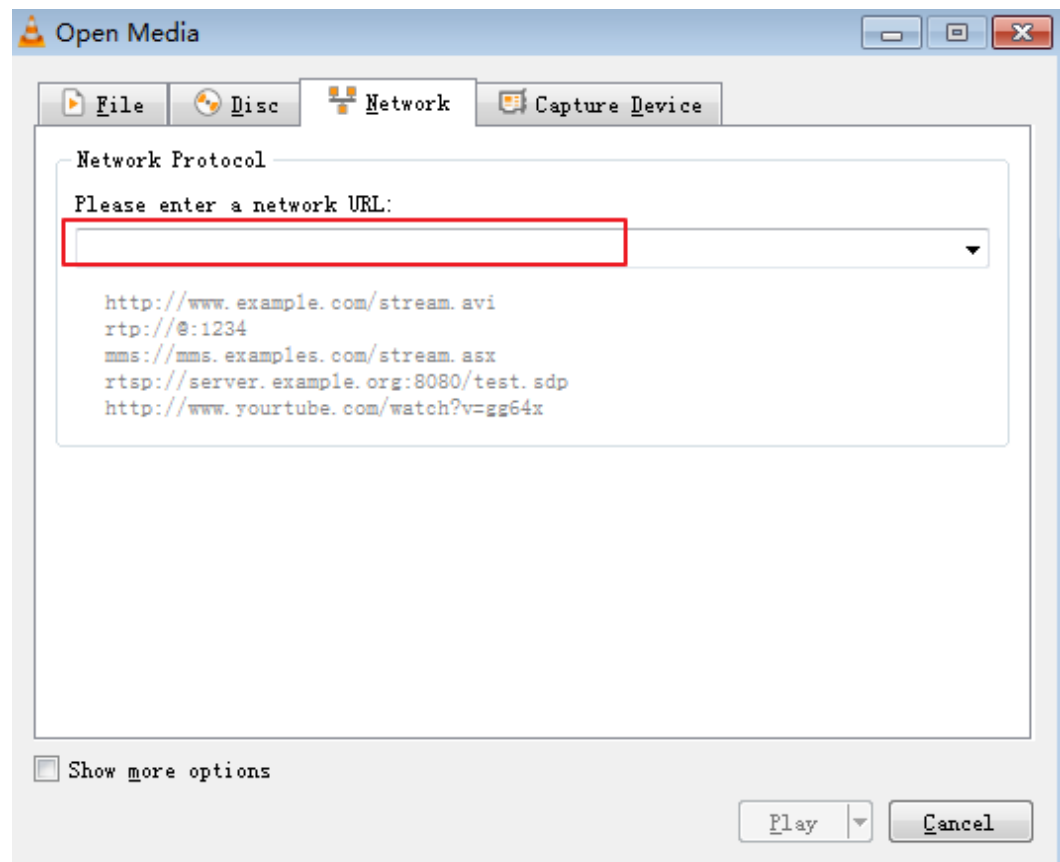 Open Media
File Disc Network Capture Device
Network Protocol
Please enter a network URL:
http://www.example.com/stream.avi
rtp://@:1234
mms://mms.examples.com/stream.asx
rtsp://server.example.org:8080/test.sdp
http://www.yourtube.com/watch?v=gg64x
Show more options
Play Cancel